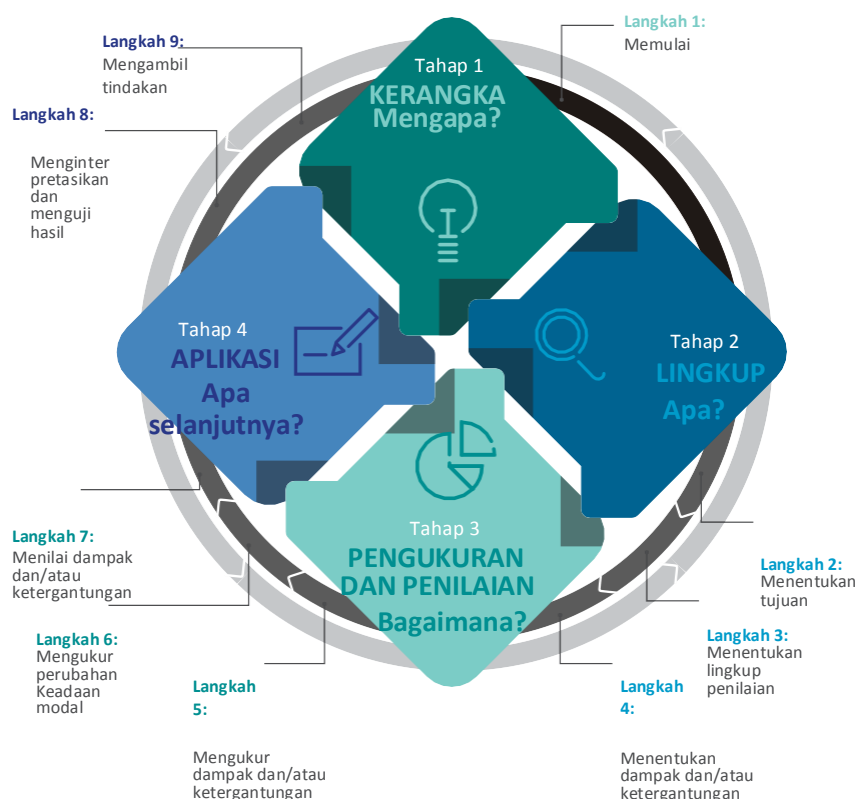 Langkah 1:
Memulai
Langkah 9:
Mengambil
tindakan
Tahap 1
KERANGKA
Mengapa?
Langkah 8:
Menginter
pretasikan
dan
menguji
hasil
Tahap 4
APLIKASI
Apa
selanjutnya?
Tahap 2
LINGKUP
Apa?
Tahap 3
PENGUKURAN
DAN PENILAIAN
Bagaimana?
Langkah 7:
Menilai dampak
dan/atau
ketergantungan
Langkah 2:
Menentukan
tujuan
Langkah 6:
Mengukur
perubahan
Keadaan
modal
Langkah 3:
Menentukan
lingkup
penilaian
Langkah
5:
Mengukur
dampak dan/atau
ketergantungan
Langkah
4:
Menentukan
dampak dan/atau
ketergantungan